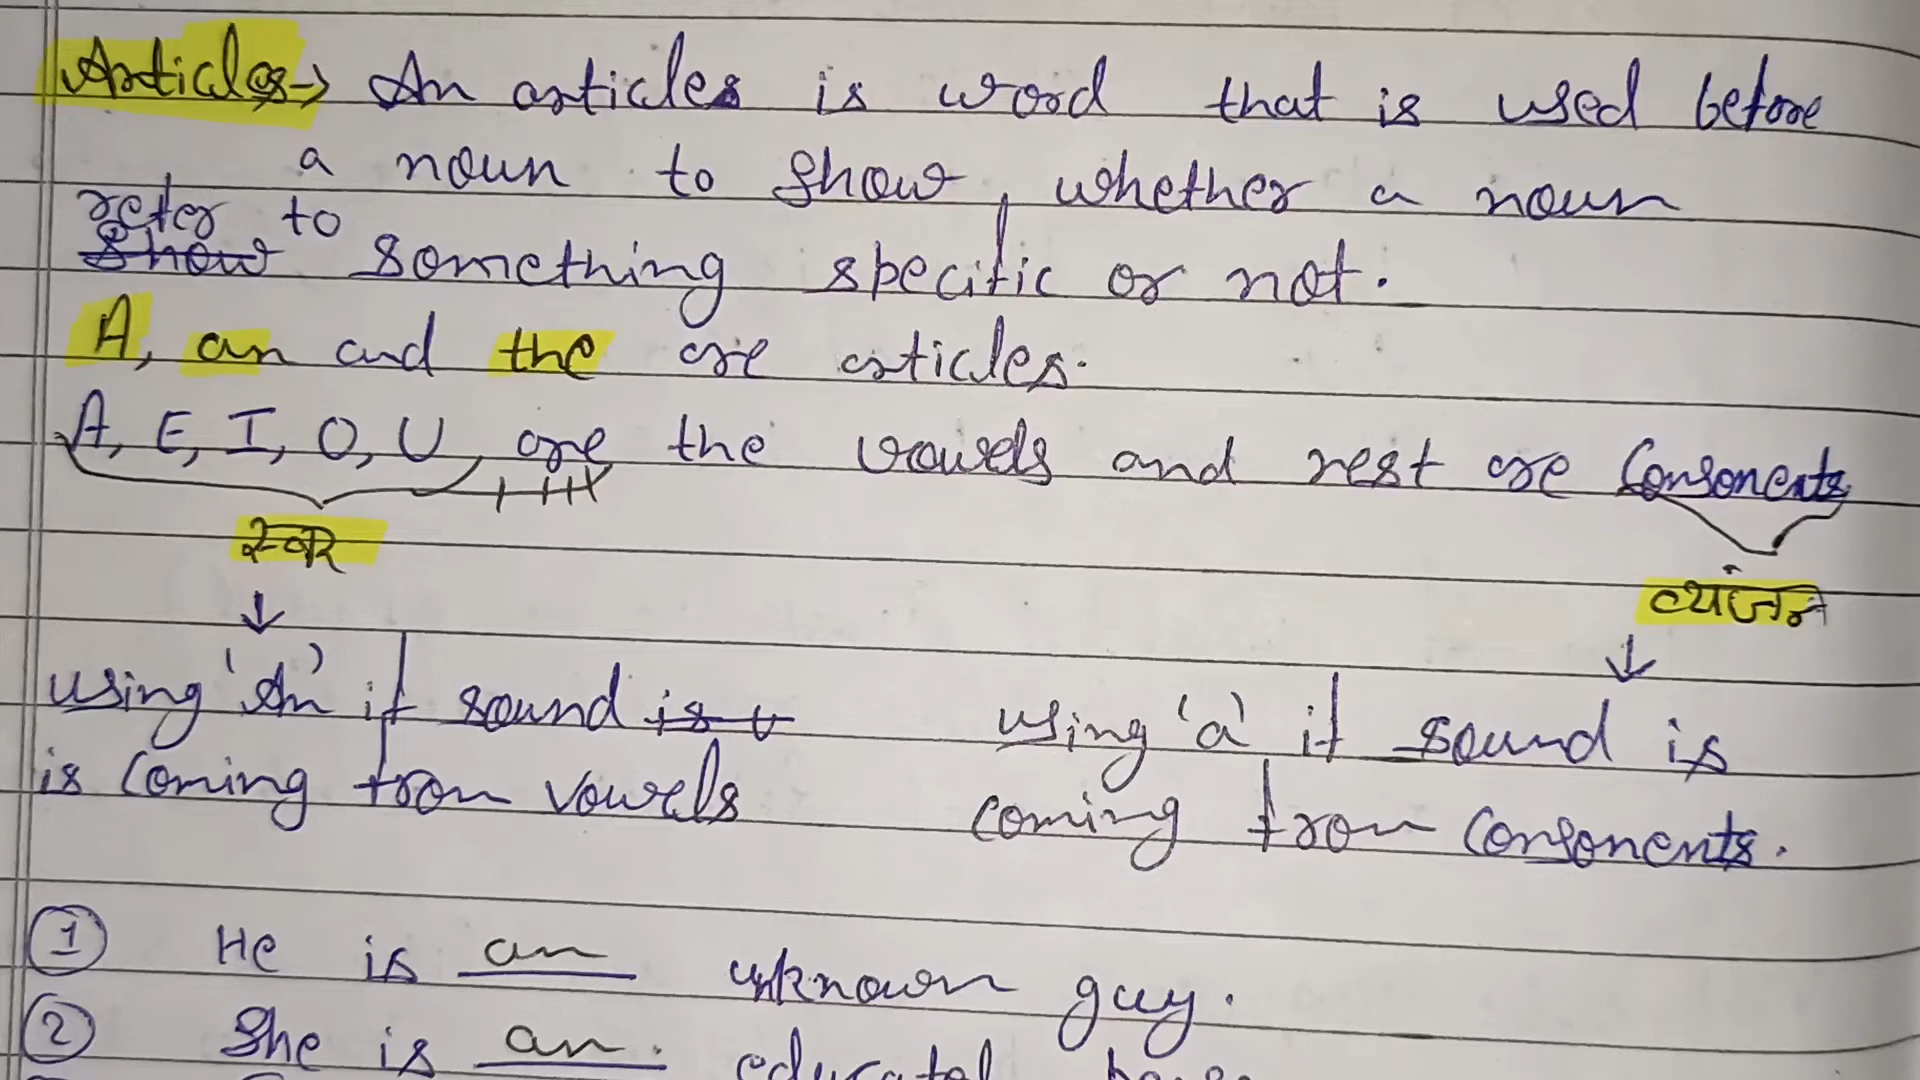 Articles → An articles is word that is used before
a noun to show, whether a noun
refer to
show something specific or not.
A, an and the are articles.
A, E, I, O, U, are the vowels and rest are Consonents
स्वर
व्यंजन
using 'An' if sound is v
is coming from vowels
using 'a' if sound is
coming from Consonents.
1 He is an unknown guy.
2 She is an educated